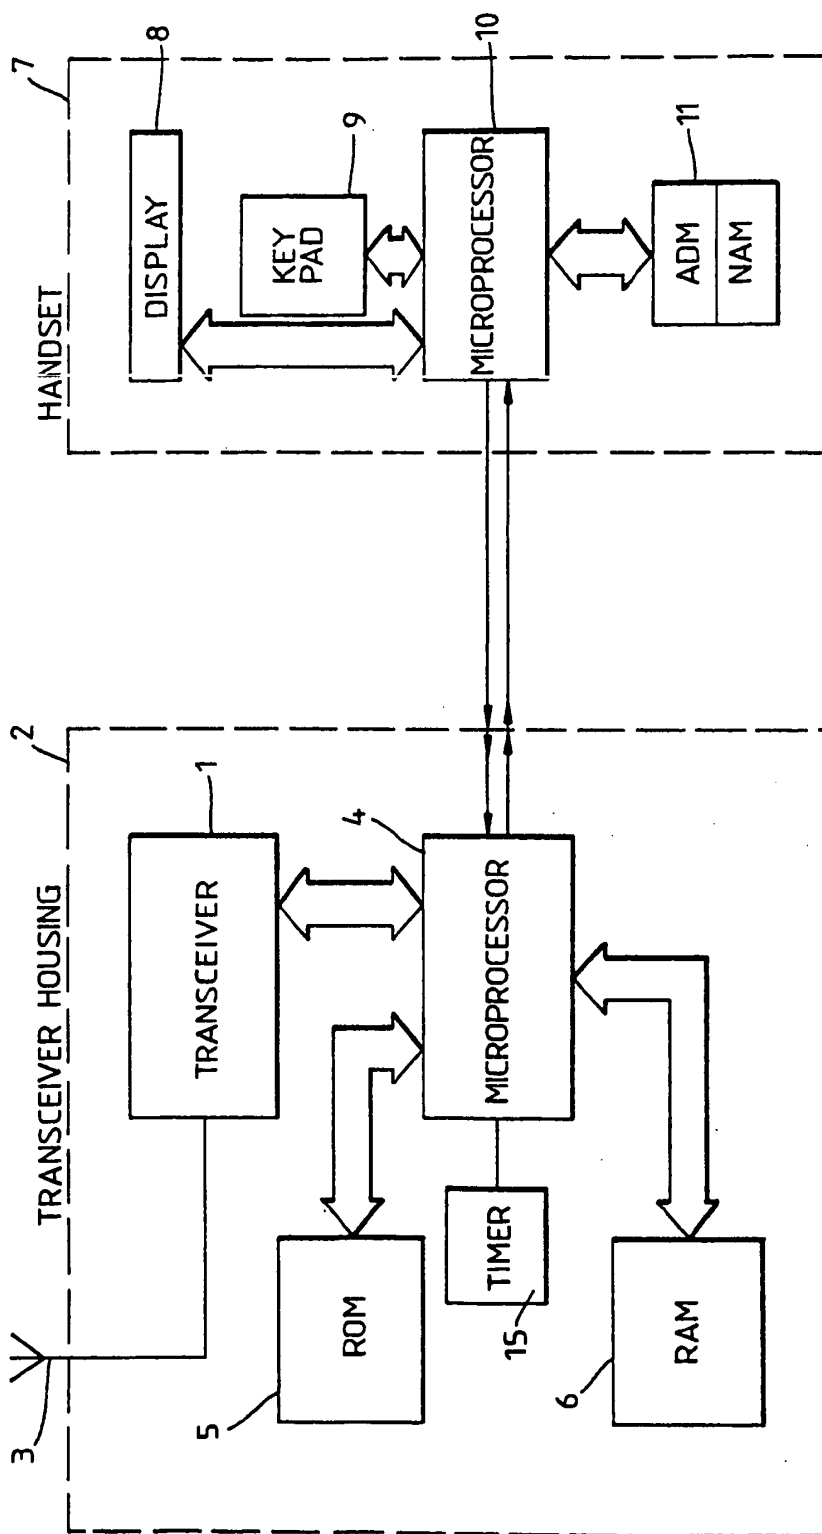 TRANSCEIVER HOUSING
2
3
TRANSCEIVER
1
ROM
5
MICROPROCESSOR
4
TIMER
15
RAM
6
HANDSET
7
DISPLAY
8
KEY
PAD
9
MICROPROCESSOR
10
ADM
NAM
11